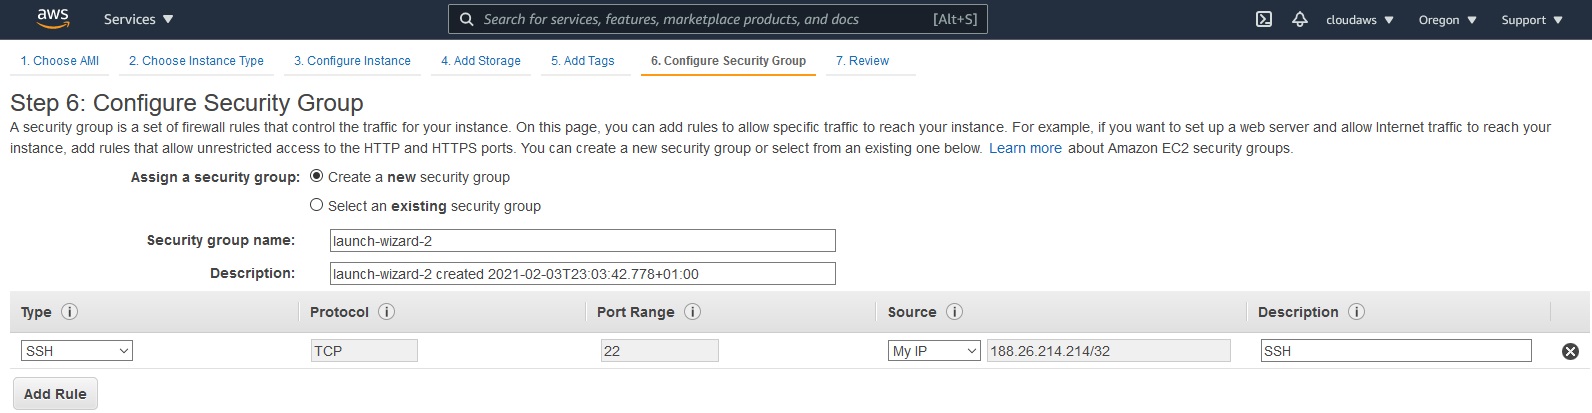 aws Services Search for services, features, marketplace products, and docs [Alt+S] cloudaws Oregon Support
1. Choose AMI 2. Choose Instance Type 3. Configure Instance 4. Add Storage 5. Add Tags 6. Configure Security Group 7. Review
Step 6: Configure Security Group
A security group is a set of firewall rules that control the traffic for your instance. On this page, you can add rules to allow specific traffic to reach your instance. For example, if you want to set up a web server and allow Internet traffic to reach your
instance, add rules that allow unrestricted access to the HTTP and HTTPS ports. You can create a new security group or select from an existing one below. Learn more about Amazon EC2 security groups.
Assign a security group: Create a new security group
Select an existing security group
Security group name: launch-wizard-2
Description: launch-wizard-2 created 2021-02-03T23:03:42.778+01:00
Type i Protocol i Port Range i Source i Description i
SSH TCP 22 My IP 188.26.214.214/32 SSH
Add Rule